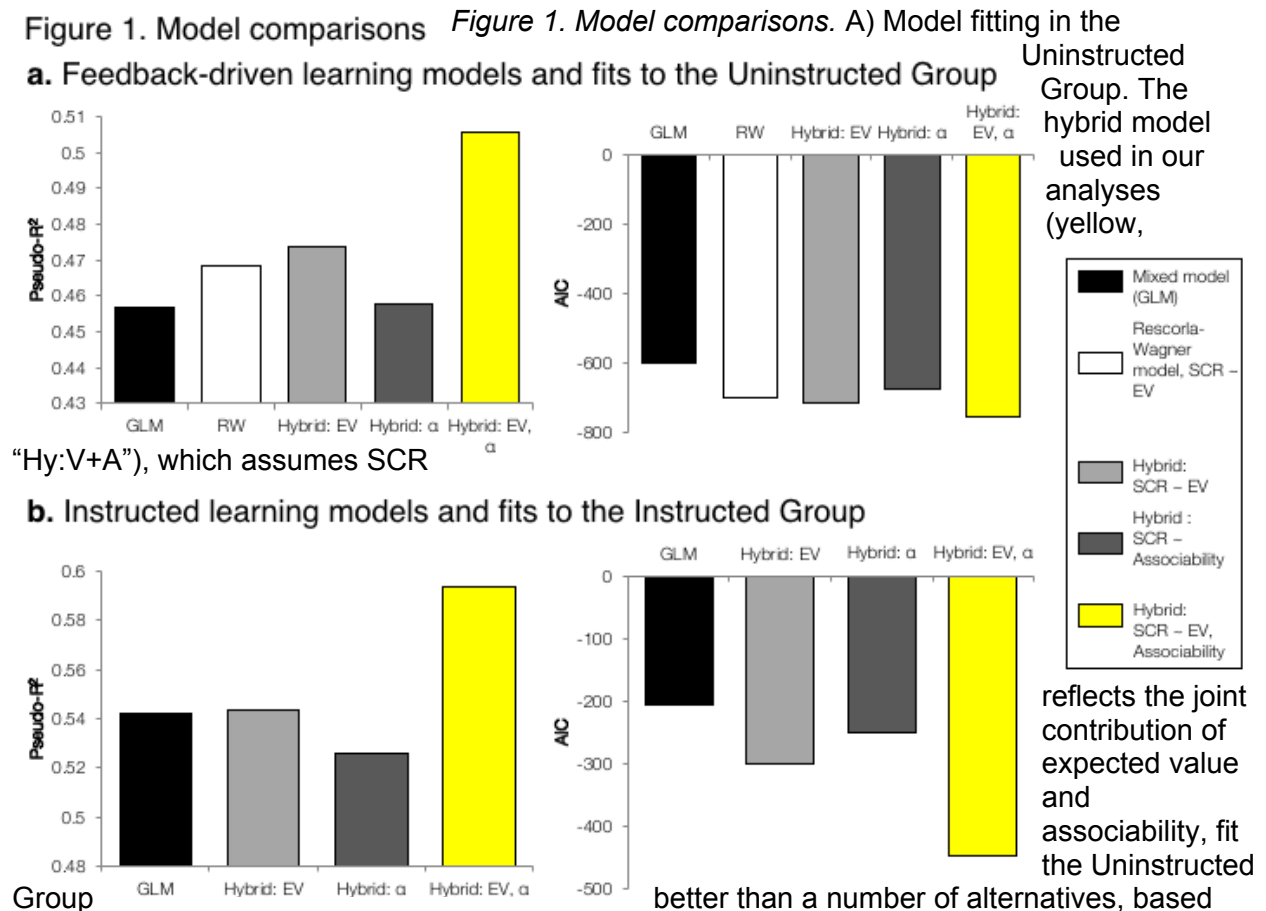 Figure 1. Model comparisons
Figure 1. Model comparisons. A) Model fitting in the
Uninstructed
Group. The
hybrid model
used in our
analyses
(yellow,
a. Feedback-driven learning models and fits to the Uninstructed Group
0.51
0.5
0.49
0.48
0.47
0.46
0.45
0.44
0.43
Pseudo-R²
GLM RW Hybrid: EV Hybrid: α Hybrid: EV,
α
GLM RW Hybrid: EV Hybrid: α Hybrid:
EV, α
0
-200
-400
-600
-800
AIC
Mixed model
(GLM)
Rescorla-
Wagner
model, SCR ~
EV
Hybrid:
SCR ~ EV
Hybrid :
SCR ~
Associability
Hybrid:
SCR ~ EV,
Associability
“Hy:V+A”), which assumes SCR
b. Instructed learning models and fits to the Instructed Group
0.6
0.58
0.56
0.54
0.52
0.5
0.48
Pseudo-R²
GLM Hybrid: EV Hybrid: α Hybrid: EV, α
GLM Hybrid: EV Hybrid: α Hybrid: EV, α
0
-100
-200
-300
-400
-500
AIC
reflects the joint
contribution of
expected value
and
associability, fit
the Uninstructed
Group better than a number of alternatives, based